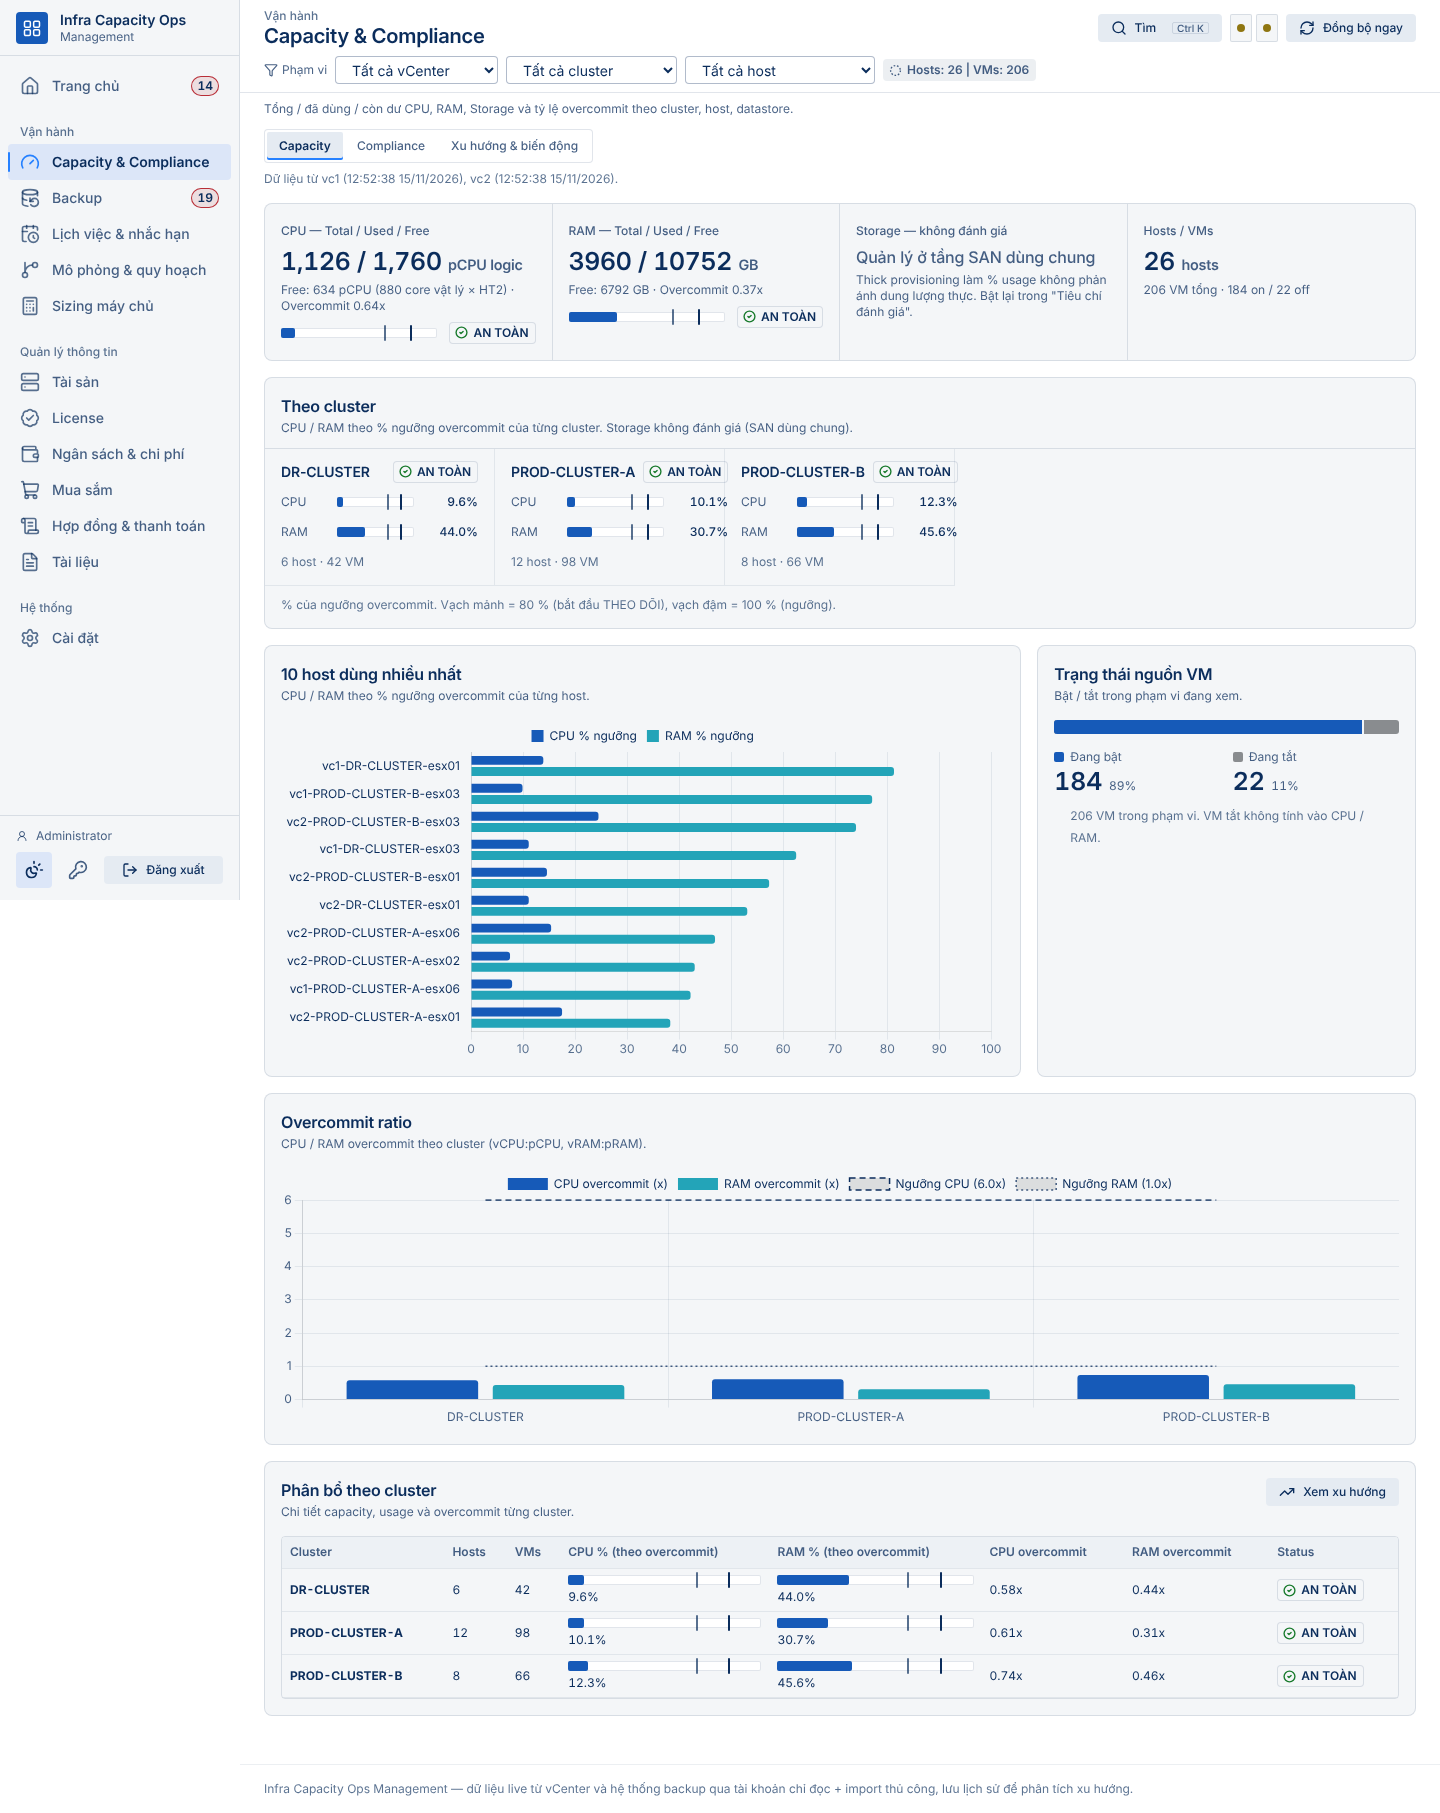 Infra Capacity Ops
Management
Trang chủ 14
Vận hành
Capacity & Compliance
Backup 19
Lịch việc & nhắc hạn
Mô phỏng & quy hoạch
Sizing máy chủ
Quản lý thông tin
Tài sản
License
Ngân sách & chi phí
Mua sắm
Hợp đồng & thanh toán
Tài liệu
Hệ thống
Cài đặt
Administrator
Đăng xuất
Vận hành
Capacity & Compliance
Tìm Ctrl K
Đồng bộ ngay
Phạm vi Tất cả vCenter Tất cả cluster Tất cả host Hosts: 26 | VMs: 206
Tổng / đã dùng / còn dư CPU, RAM, Storage và tỷ lệ overcommit theo cluster, host, datastore.
Capacity Compliance Xu hướng & biến động
Dữ liệu từ vc1 (12:52:38 15/11/2026), vc2 (12:52:38 15/11/2026).
CPU — Total / Used / Free
1,126 / 1,760 pCPU logic
Free: 634 pCPU (880 core vật lý × HT2) ·
Overcommit 0.64x
AN TOÀN
RAM — Total / Used / Free
3960 / 10752 GB
Free: 6792 GB · Overcommit 0.37x
AN TOÀN
Storage — không đánh giá
Quản lý ở tầng SAN dùng chung
Thick provisioning làm % usage không phản
ánh dung lượng thực. Bật lại trong "Tiêu chí
đánh giá".
Hosts / VMs
26 hosts
206 VM tổng · 184 on / 22 off
Theo cluster
CPU / RAM theo % ngưỡng overcommit của từng cluster. Storage không đánh giá (SAN dùng chung).
DR-CLUSTER AN TOÀN
CPU 9.6%
RAM 44.0%
6 host · 42 VM
PROD-CLUSTER-A AN TOÀN
CPU 10.1%
RAM 30.7%
12 host · 98 VM
PROD-CLUSTER-B AN TOÀN
CPU 12.3%
RAM 45.6%
8 host · 66 VM
% của ngưỡng overcommit. Vạch mảnh = 80 % (bắt đầu THEO DÕI), vạch đậm = 100 % (ngưỡng).
10 host dùng nhiều nhất
CPU / RAM theo % ngưỡng overcommit của từng host.
CPU % ngưỡng RAM % ngưỡng
vc1-DR-CLUSTER-esx01
vc1-PROD-CLUSTER-B-esx03
vc2-PROD-CLUSTER-B-esx03
vc1-DR-CLUSTER-esx03
vc2-PROD-CLUSTER-B-esx01
vc2-DR-CLUSTER-esx01
vc2-PROD-CLUSTER-A-esx06
vc2-PROD-CLUSTER-A-esx02
vc1-PROD-CLUSTER-A-esx06
vc2-PROD-CLUSTER-A-esx01
0 10 20 30 40 50 60 70 80 90 100
Trạng thái nguồn VM
Bật / tắt trong phạm vi đang xem.
Đang bật Đang tắt
184 89% 22 11%
206 VM trong phạm vi. VM tắt không tính vào CPU /
RAM.
Overcommit ratio
CPU / RAM overcommit theo cluster (vCPU:pCPU, vRAM:pRAM).
CPU overcommit (x) RAM overcommit (x) Ngưỡng CPU (6.0x) Ngưỡng RAM (1.0x)
6
5
4
3
2
1
0
DR-CLUSTER PROD-CLUSTER-A PROD-CLUSTER-B
Phân bổ theo cluster
Chi tiết capacity, usage và overcommit từng cluster.
Xem xu hướng
Cluster Hosts VMs CPU % (theo overcommit) RAM % (theo overcommit) CPU overcommit RAM overcommit Status
DR-CLUSTER 6 42 9.6% 44.0% 0.58x 0.44x AN TOÀN
PROD-CLUSTER-A 12 98 10.1% 30.7% 0.61x 0.31x AN TOÀN
PROD-CLUSTER-B 8 66 12.3% 45.6% 0.74x 0.46x AN TOÀN
Infra Capacity Ops Management — dữ liệu live từ vCenter và hệ thống backup qua tài khoản chỉ đọc + import thủ công, lưu lịch sử để phân tích xu hướng.